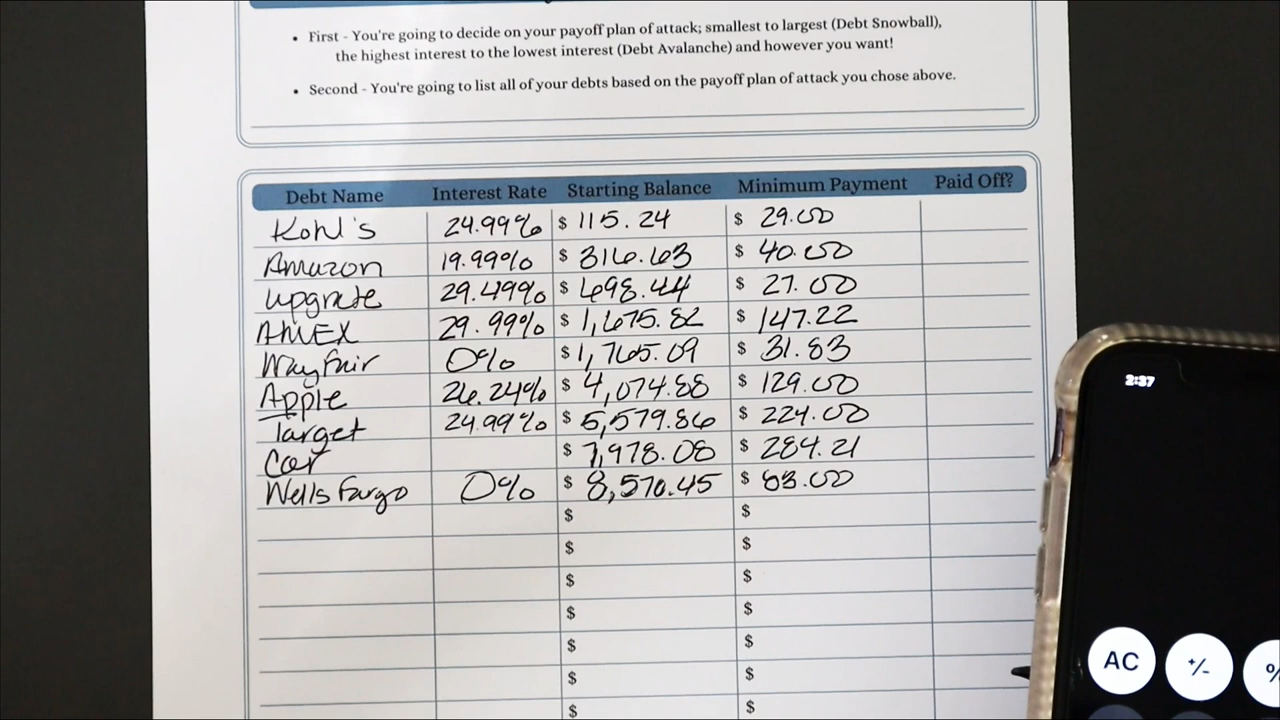 • First - You're going to decide on your payoff plan of attack; smallest to largest (Debt Snowball),
the highest interest to the lowest interest (Debt Avalanche) and however you want!
• Second - You're going to list all of your debts based on the payoff plan of attack you chose above.
Debt Name Interest Rate Starting Balance Minimum Payment Paid Off?
Kohl's 24.99% $ 115.24 $ 29.00
Amazon 19.99% $ 316.63 $ 40.00
upgrade 29.49% $ 698.44 $ 27.00
AMEX 29.99% $ 1,675.82 $ 147.22
Wayfair 0% $ 1,765.09 $ 31.83
Apple 26.24% $ 4,074.88 $ 129.00
Target 24.99% $ 5,579.86 $ 224.00
Car $ 7,978.08 $ 284.21
Wells Fargo 0% $ 8,570.45 $ 83.00
$ $
$ $
$ $
$ $
$ $
$ $
$ $
2:37
AC +/- %